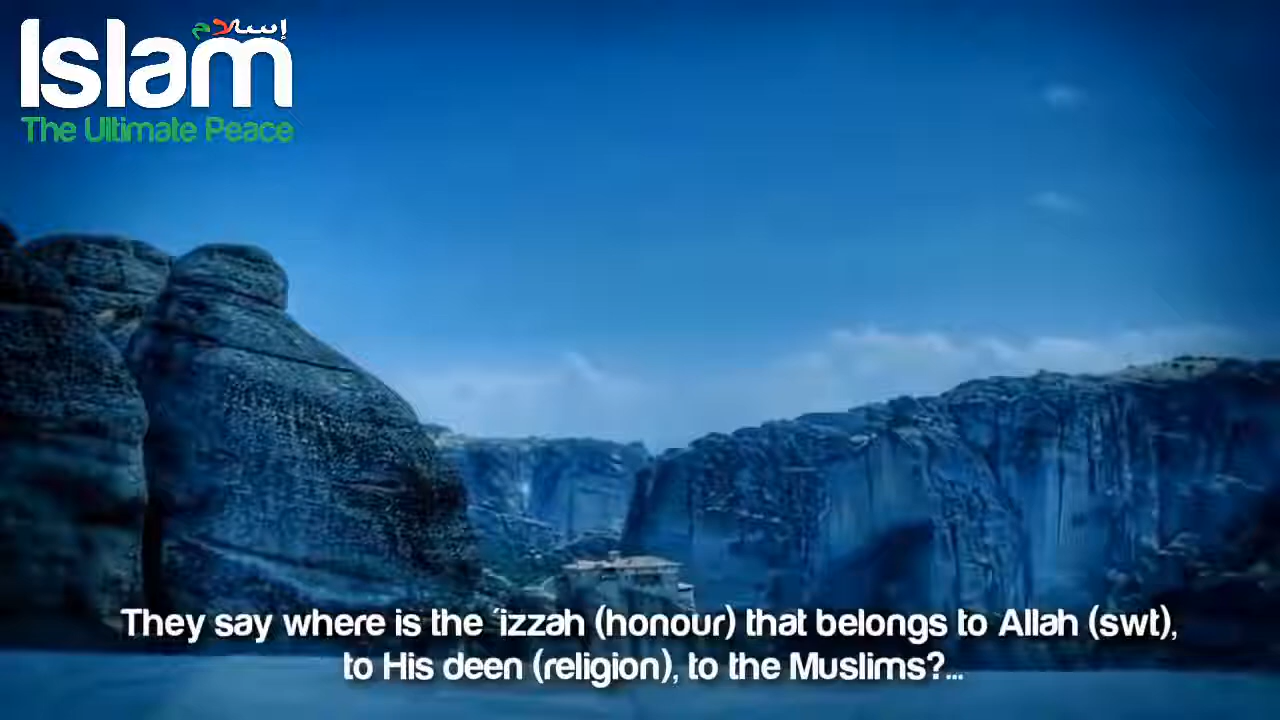 إسلام
Islam
The Ultimate Peace
They say where is the ´izzah (honour) that belongs to Allah (swt),
to His deen (religion), to the Muslims?...